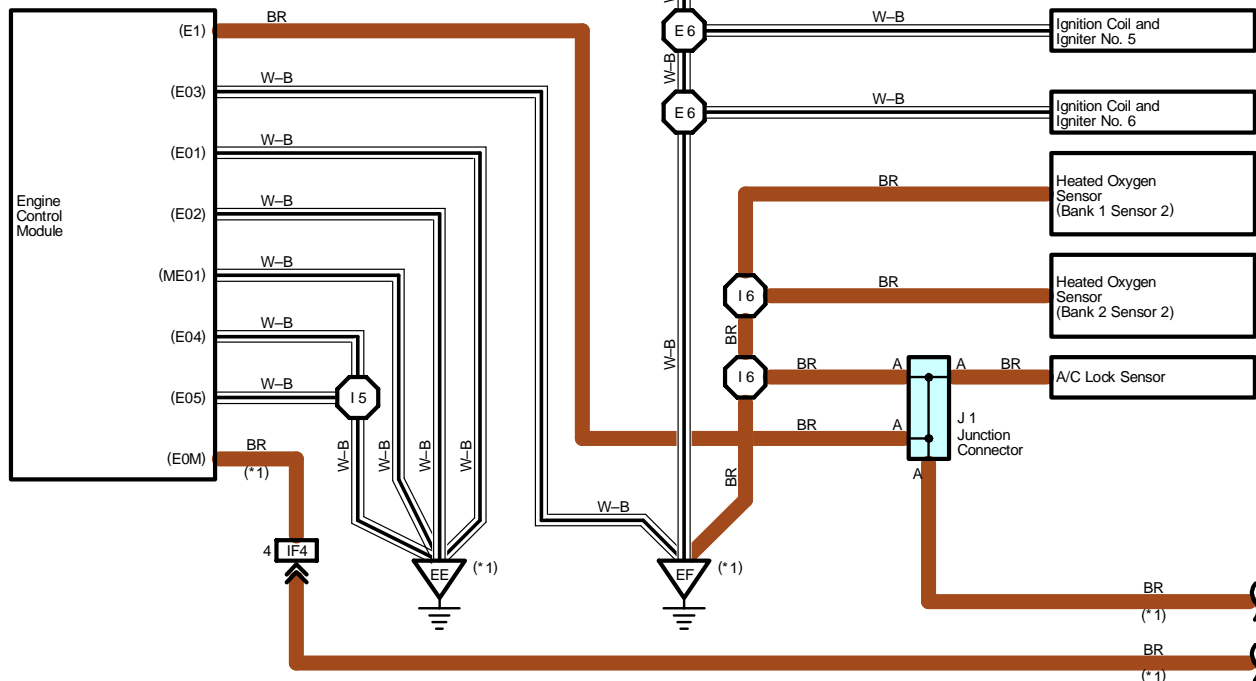 BR
(E1)
W–B
(E03)
W–B
(E01)
W–B
(E02)
W–B
(ME01)
W–B
(E04)
W–B
(E05)
BR
(E0M)
(*1)
Engine
Control
Module
I 5
W–B
W–B
W–B
W–B
4
IF4
EE
(*1)
W–B
E 6
W–B
Ignition Coil and
Igniter No. 5
W–B
E 6
W–B
Ignition Coil and
Igniter No. 6
BR
Heated Oxygen
Sensor
(Bank 1 Sensor 2)
I 6
BR
Heated Oxygen
Sensor
(Bank 2 Sensor 2)
BR
W–B
I 6
BR
A
A
BR
A/C Lock Sensor
BR
A
J 1
Junction
Connector
A
BR
EF
(*1)
BR
(*1)
BR
(*1)